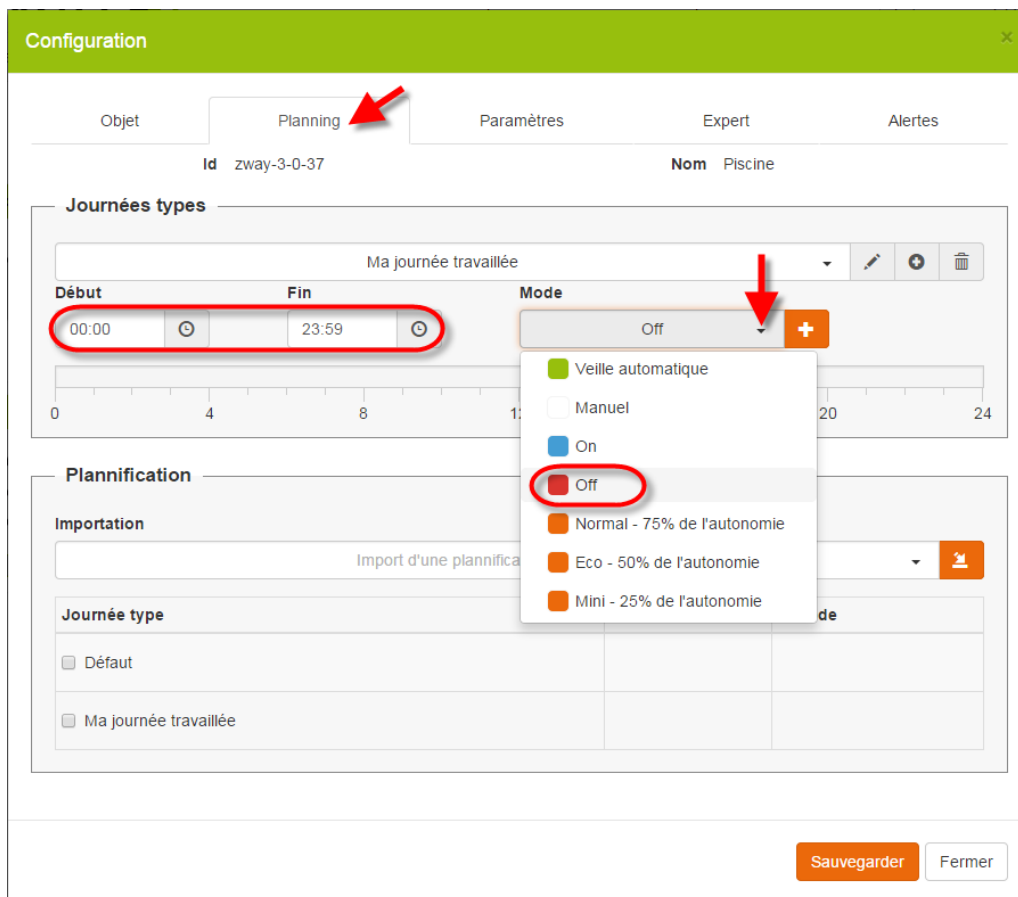 Configuration ×
Objet Planning Paramètres Expert Alertes
Id zway-3-0-37 Nom Piscine
Journées types
Ma journée travaillée
Début Fin Mode
00:00 23:59 Off
Veille automatique
Manuel
On
Off
Normal - 75% de l'autonomie
Eco - 50% de l'autonomie
Mini - 25% de l'autonomie
0 4 8 20 24
Plannification
Importation
Import d'une plannifica
Journée type de
Défaut
Ma journée travaillée
Sauvegarder Fermer